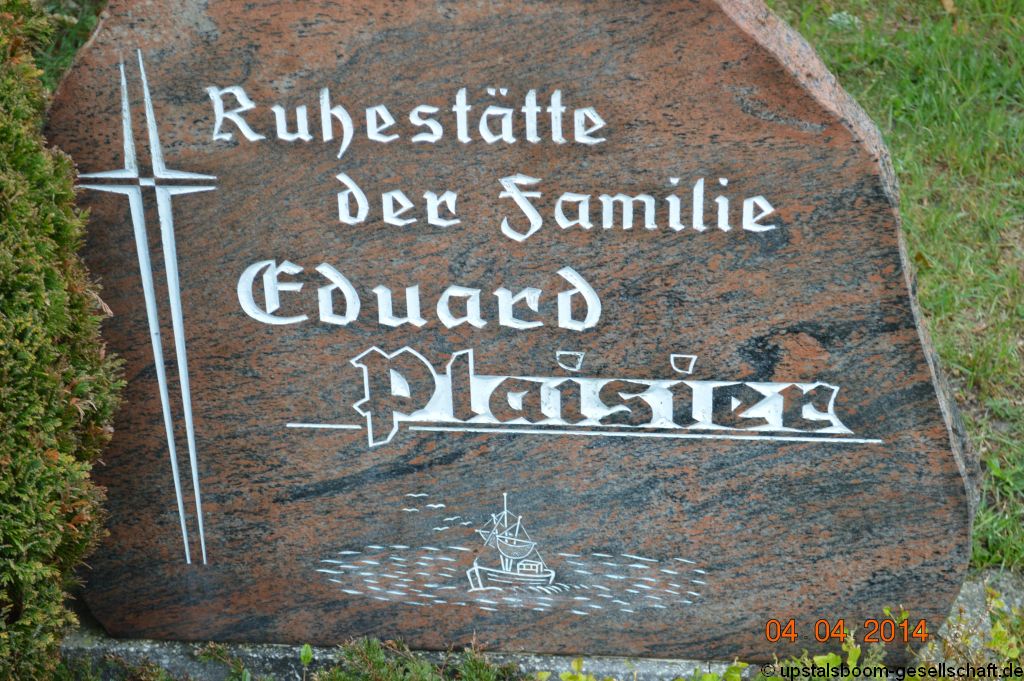 Ruhestätte
der Familie
Eduard
Plaisier
04 04 2014
© upstalsboom-gesellschaft.de